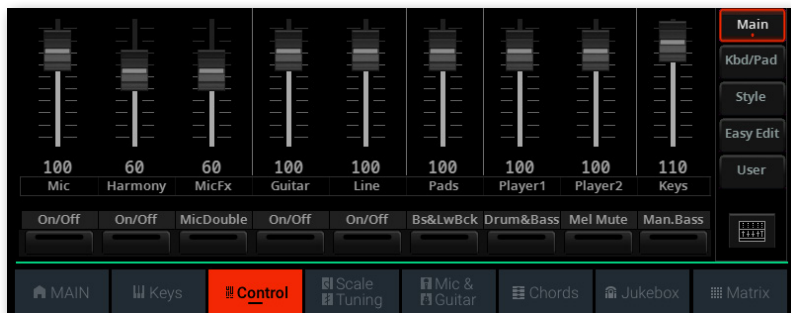 Main
Kbd/Pad
Style
Easy Edit
User
100 60 60 100 100 100 100 100 110
Mic Harmony MicFx Guitar Line Pads Player1 Player2 Keys
On/Off On/Off MicDouble On/Off On/Off Bs&LwBck Drum&Bass Mel Mute Man.Bass
MAIN Keys Control Scale Tuning Mic & Guitar Chords Jukebox Matrix